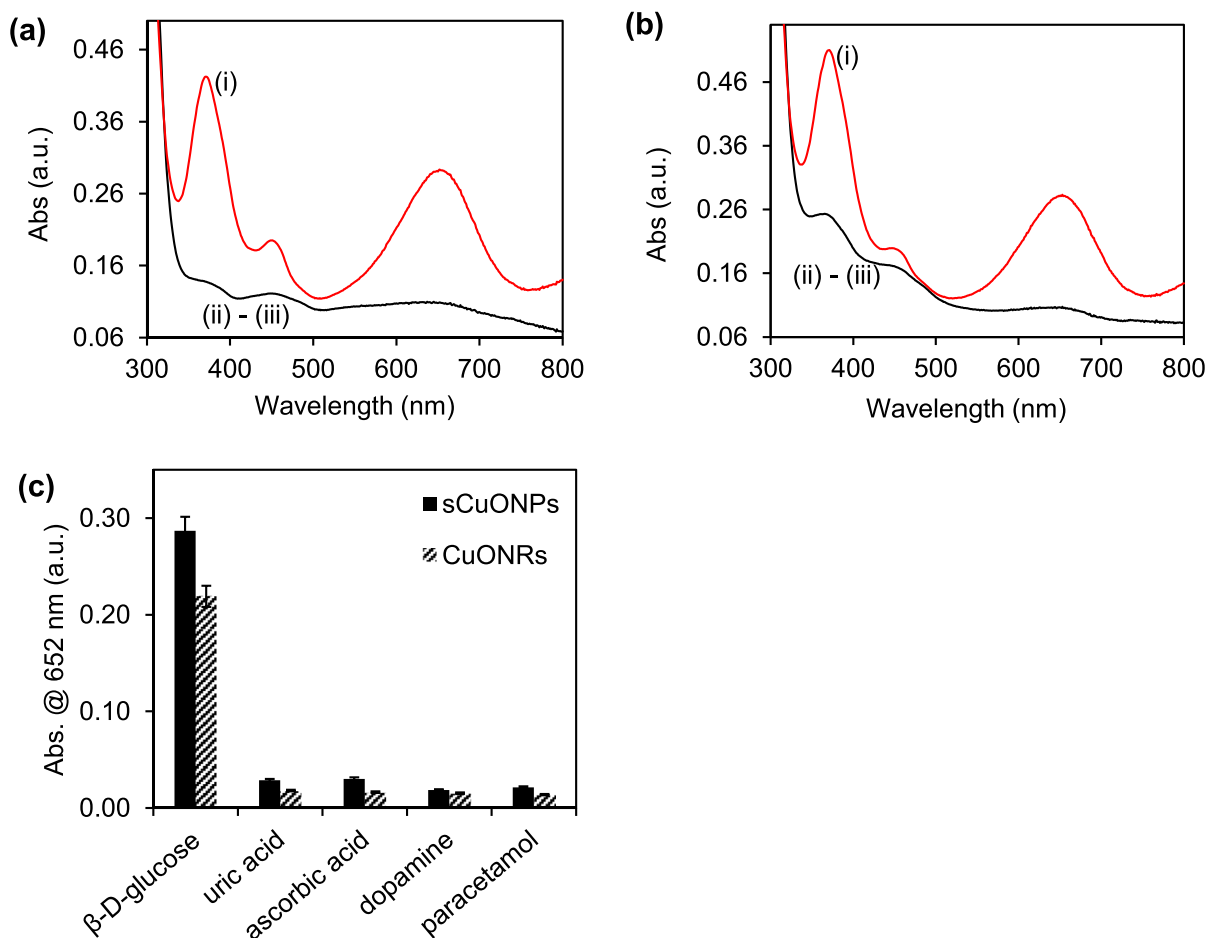 (a)
Abs (a.u.)
0.46
0.36
0.26
0.16
0.06
(i)
(ii) - (iii)
300 400 500 600 700 800
Wavelength (nm)
(b)
Abs (a.u.)
0.46
0.36
0.26
0.16
0.06
(i)
(ii) - (iii)
300 400 500 600 700 800
Wavelength (nm)
(c)
Abs. @ 652 nm (a.u.)
0.30
0.20
0.10
0.00
sCuONPs
CuONRs
β-D-glucose
uric acid
ascorbic acid
dopamine
paracetamol